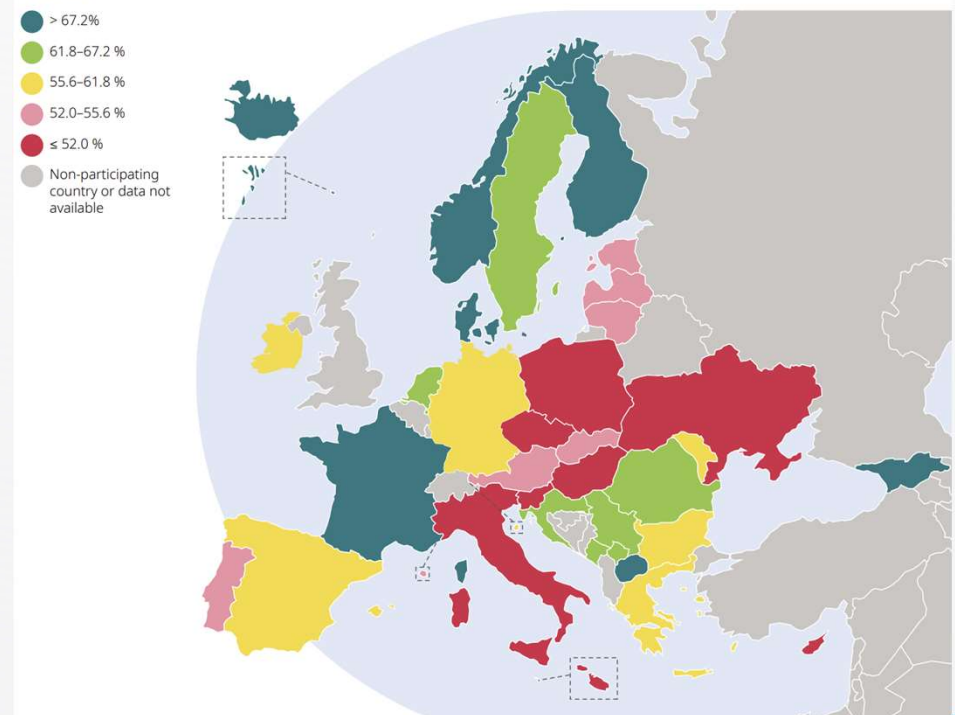 > 67.2%
61.8–67.2 %
55.6–61.8 %
52.0–55.6 %
≤ 52.0 %
Non-participating
country or data not
available